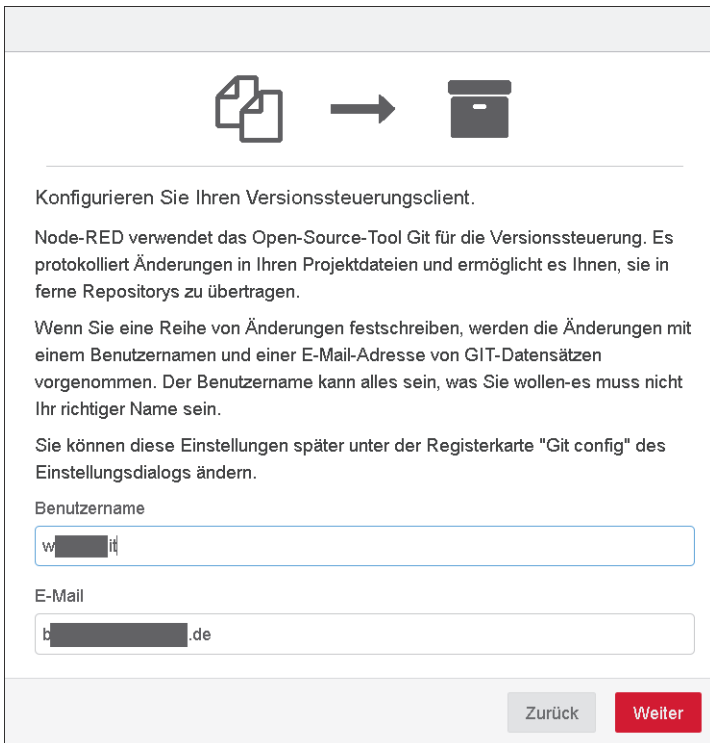 Konfigurieren Sie Ihren Versionssteuerungsclient.
Node-RED verwendet das Open-Source-Tool Git für die Versionssteuerung. Es
protokolliert Änderungen in Ihren Projektdateien und ermöglicht es Ihnen, sie in
ferne Repositorys zu übertragen.
Wenn Sie eine Reihe von Änderungen festschreiben, werden die Änderungen mit
einem Benutzernamen und einer E-Mail-Adresse von GIT-Datensätzen
vorgenommen. Der Benutzername kann alles sein, was Sie wollen-es muss nicht
Ihr richtiger Name sein.
Sie können diese Einstellungen später unter der Registerkarte "Git config" des
Einstellungsdialogs ändern.
Benutzername
w it
E-Mail
b .de
Zurück Weiter